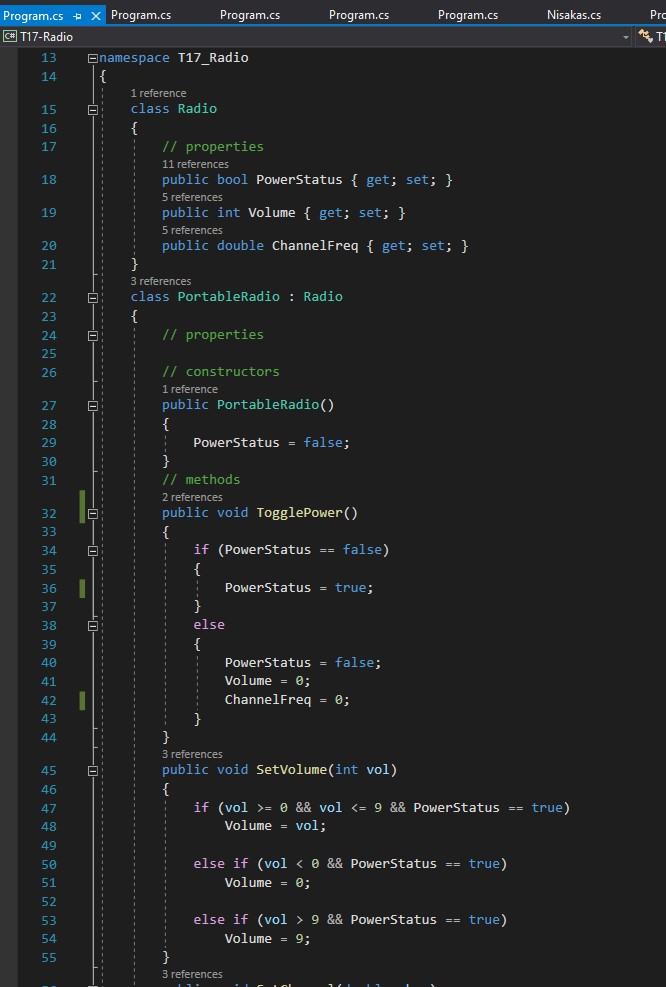 Program.cs Program.cs Program.cs Program.cs Program.cs Nisakas.cs
C# T17-Radio
13 namespace T17_Radio
14 {
1 reference
15 class Radio
16 {
17 // properties
11 references
18 public bool PowerStatus { get; set; }
5 references
19 public int Volume { get; set; }
5 references
20 public double ChannelFreq { get; set; }
21 }
3 references
22 class PortableRadio : Radio
23 {
24 // properties
25
26 // constructors
1 reference
27 public PortableRadio()
28 {
29 PowerStatus = false;
30 }
31 // methods
2 references
32 public void TogglePower()
33 {
34 if (PowerStatus == false)
35 {
36 PowerStatus = true;
37 }
38 else
39 {
40 PowerStatus = false;
41 Volume = 0;
42 ChannelFreq = 0;
43 }
44 }
3 references
45 public void SetVolume(int vol)
46 {
47 if (vol >= 0 && vol <= 9 && PowerStatus == true)
48 Volume = vol;
49
50 else if (vol < 0 && PowerStatus == true)
51 Volume = 0;
52
53 else if (vol > 9 && PowerStatus == true)
54 Volume = 9;
55 }
3 references